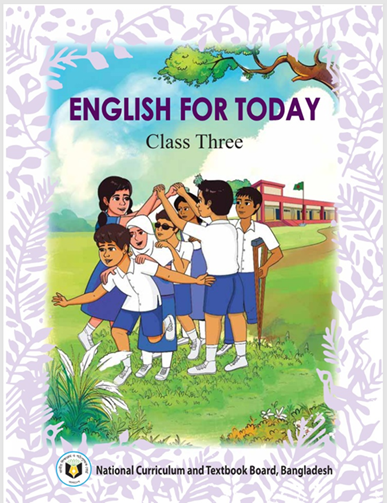 ENGLISH FOR TODAY
Class Three
National Curriculum and Textbook Board, Bangladesh